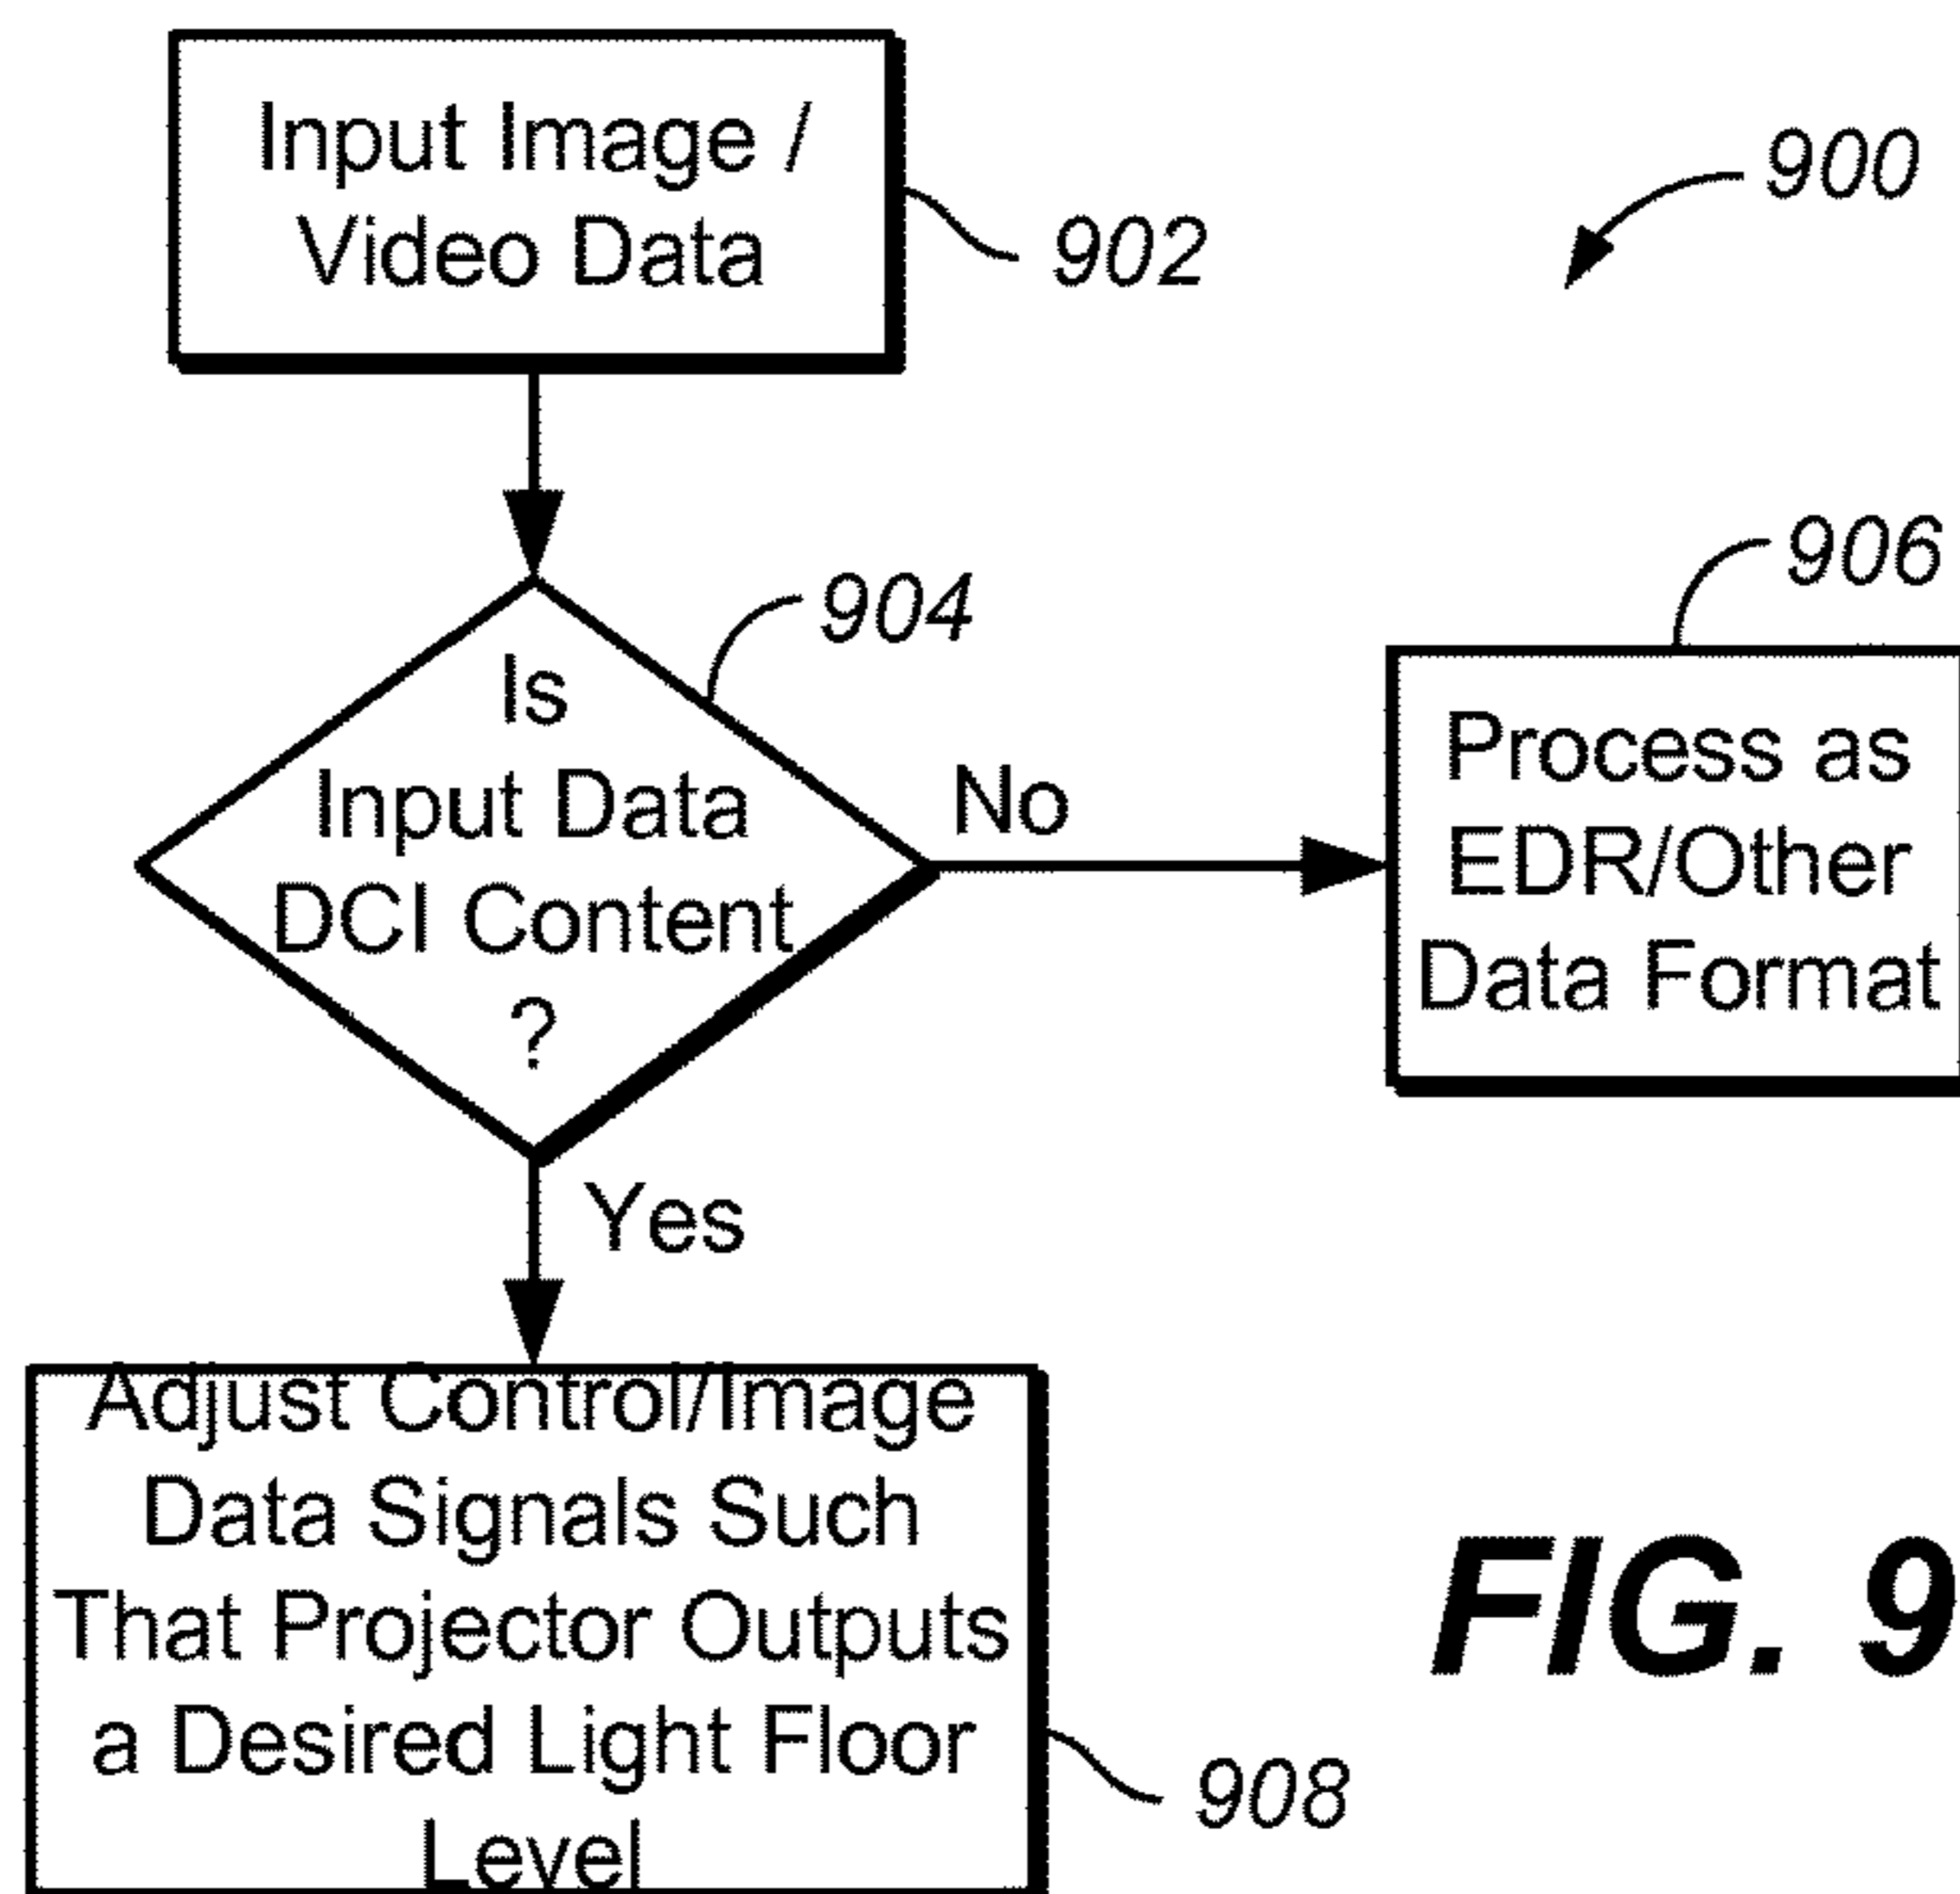 Input Image /
Video Data
902
900
904
Is
Input Data
DCI Content
?
No
906
Process as
EDR/Other
Data Format
Yes
Adjust Control/Image
Data Signals Such
That Projector Outputs
a Desired Light Floor
Level
908
FIG. 9